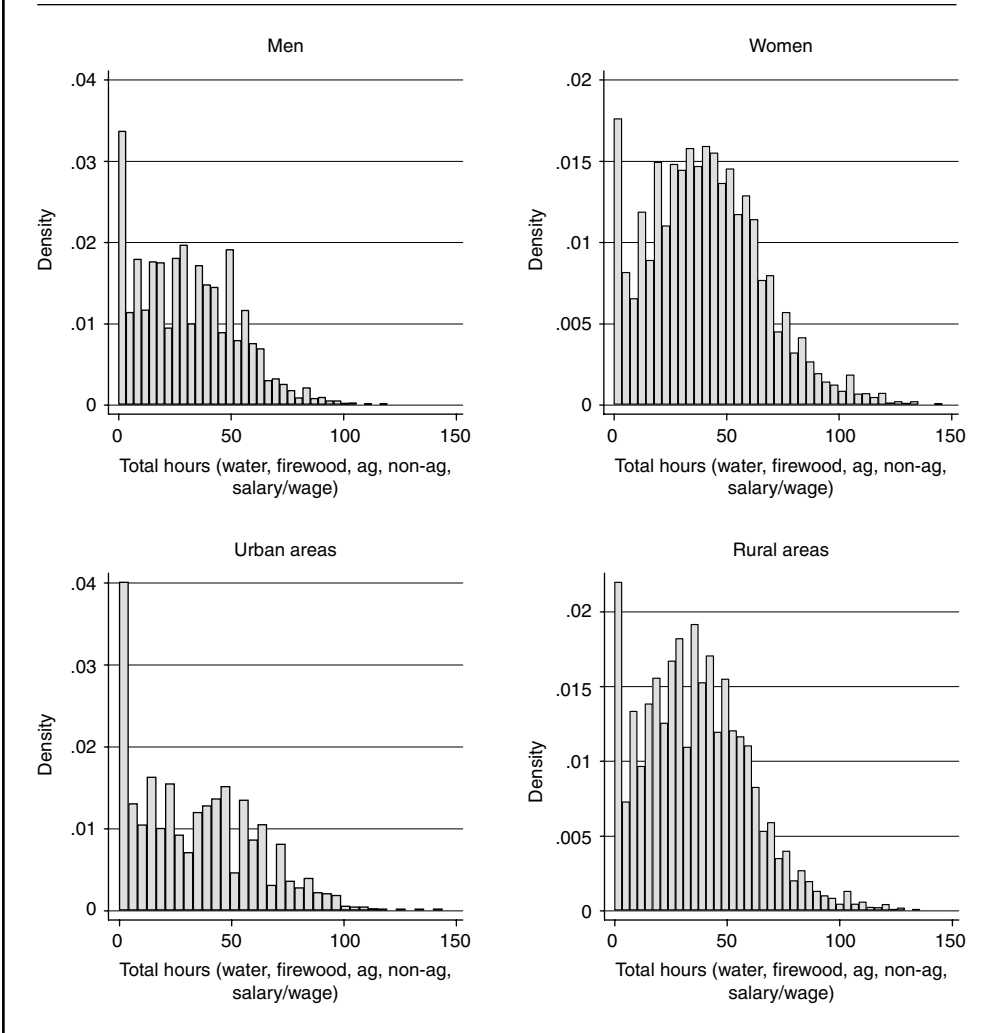 Men
.04
.03
.02
.01
0
Density
0 50 100 150
Total hours (water, firewood, ag, non-ag,
salary/wage)
Women
.02
.015
.01
.005
0
Density
0 50 100 150
Total hours (water, firewood, ag, non-ag,
salary/wage)
Urban areas
.04
.03
.02
.01
0
Density
0 50 100 150
Total hours (water, firewood, ag, non-ag,
salary/wage)
Rural areas
.02
.015
.01
.005
0
Density
0 50 100 150
Total hours (water, firewood, ag, non-ag,
salary/wage)